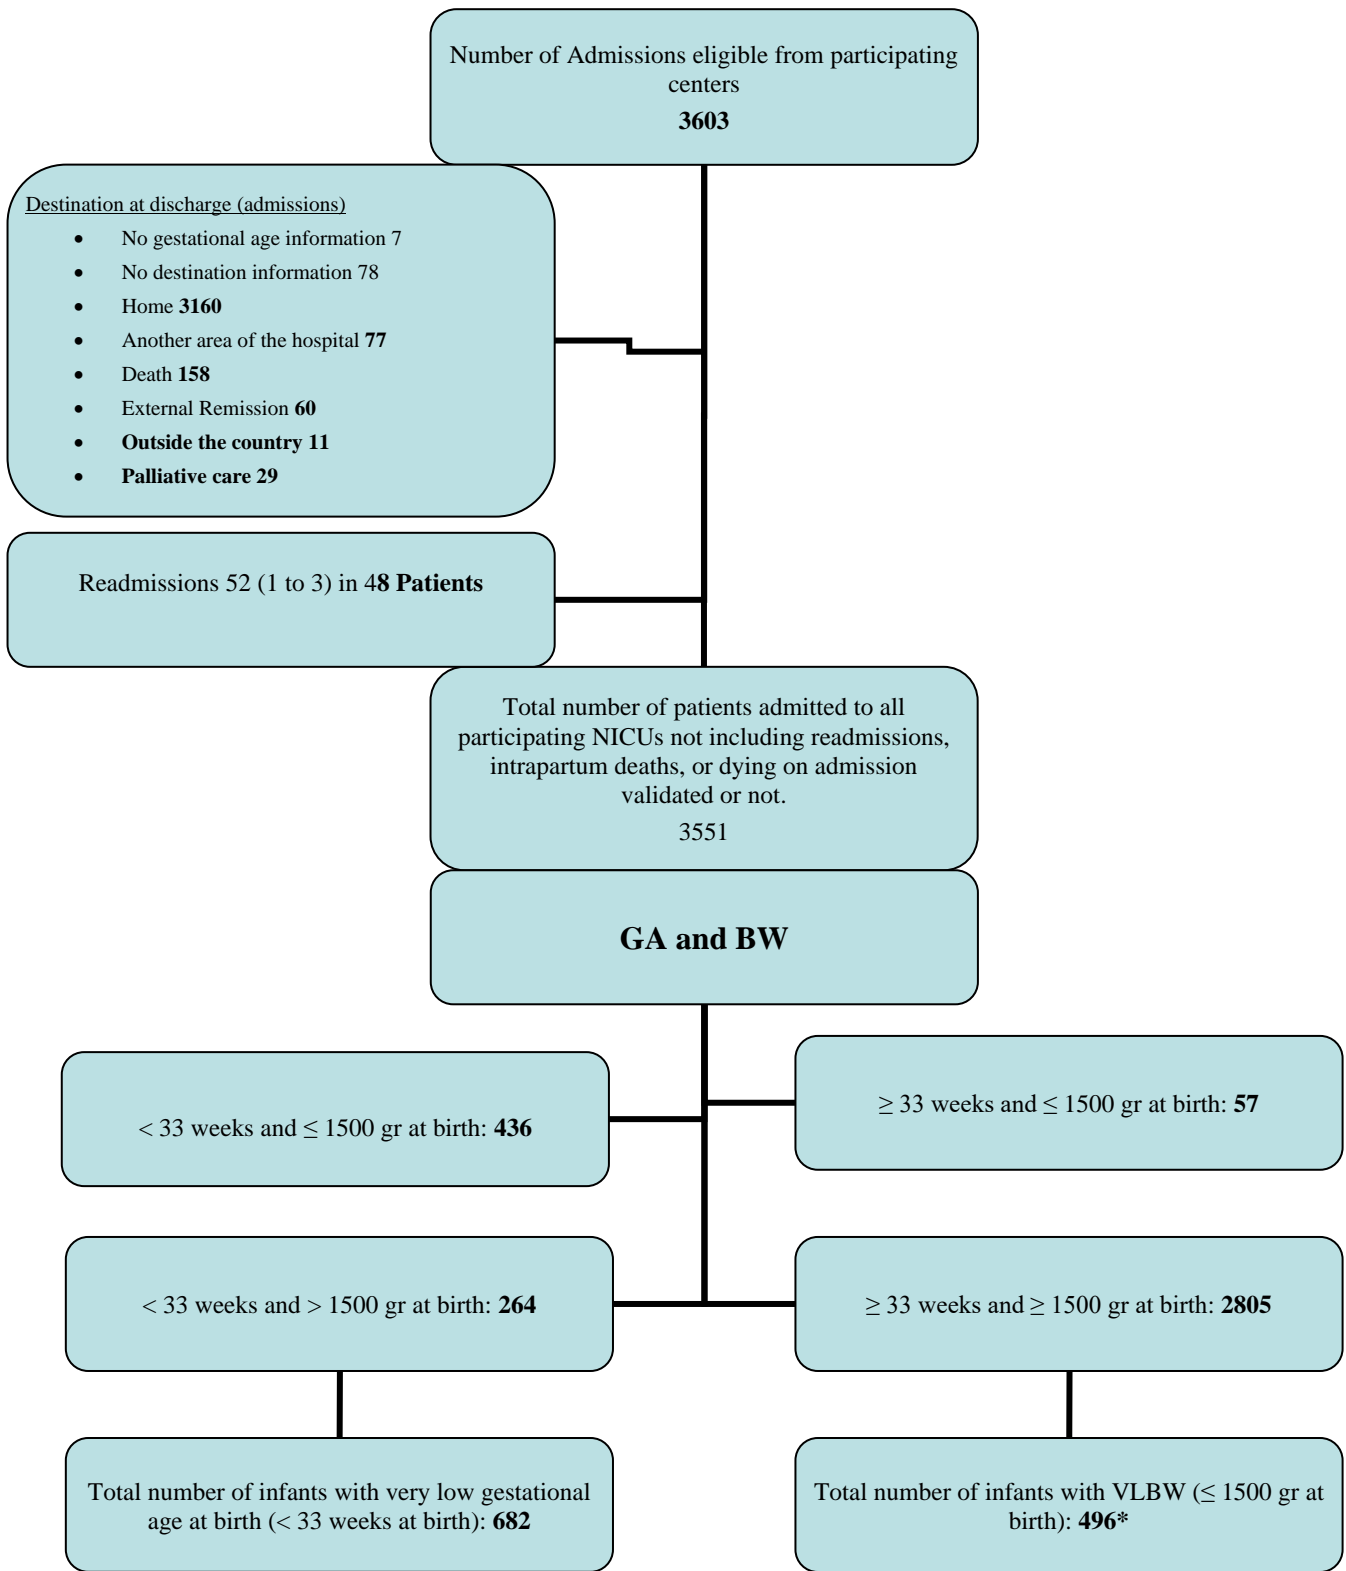 Number of Admissions eligible from participating
centers
3603
Destination at discharge (admissions)
• No gestational age information 7
• No destination information 78
• Home 3160
• Another area of the hospital 77
• Death 158
• External Remission 60
• Outside the country 11
• Palliative care 29
Readmissions 52 (1 to 3) in 48 Patients
Total number of patients admitted to all
participating NICUs not including readmissions,
intrapartum deaths, or dying on admission
validated or not.
3551
GA and BW
< 33 weeks and ≤ 1500 gr at birth: 436
≥ 33 weeks and ≤ 1500 gr at birth: 57
< 33 weeks and > 1500 gr at birth: 264
≥ 33 weeks and ≥ 1500 gr at birth: 2805
Total number of infants with very low gestational
age at birth (< 33 weeks at birth): 682
Total number of infants with VLBW (≤ 1500 gr at
birth): 496*